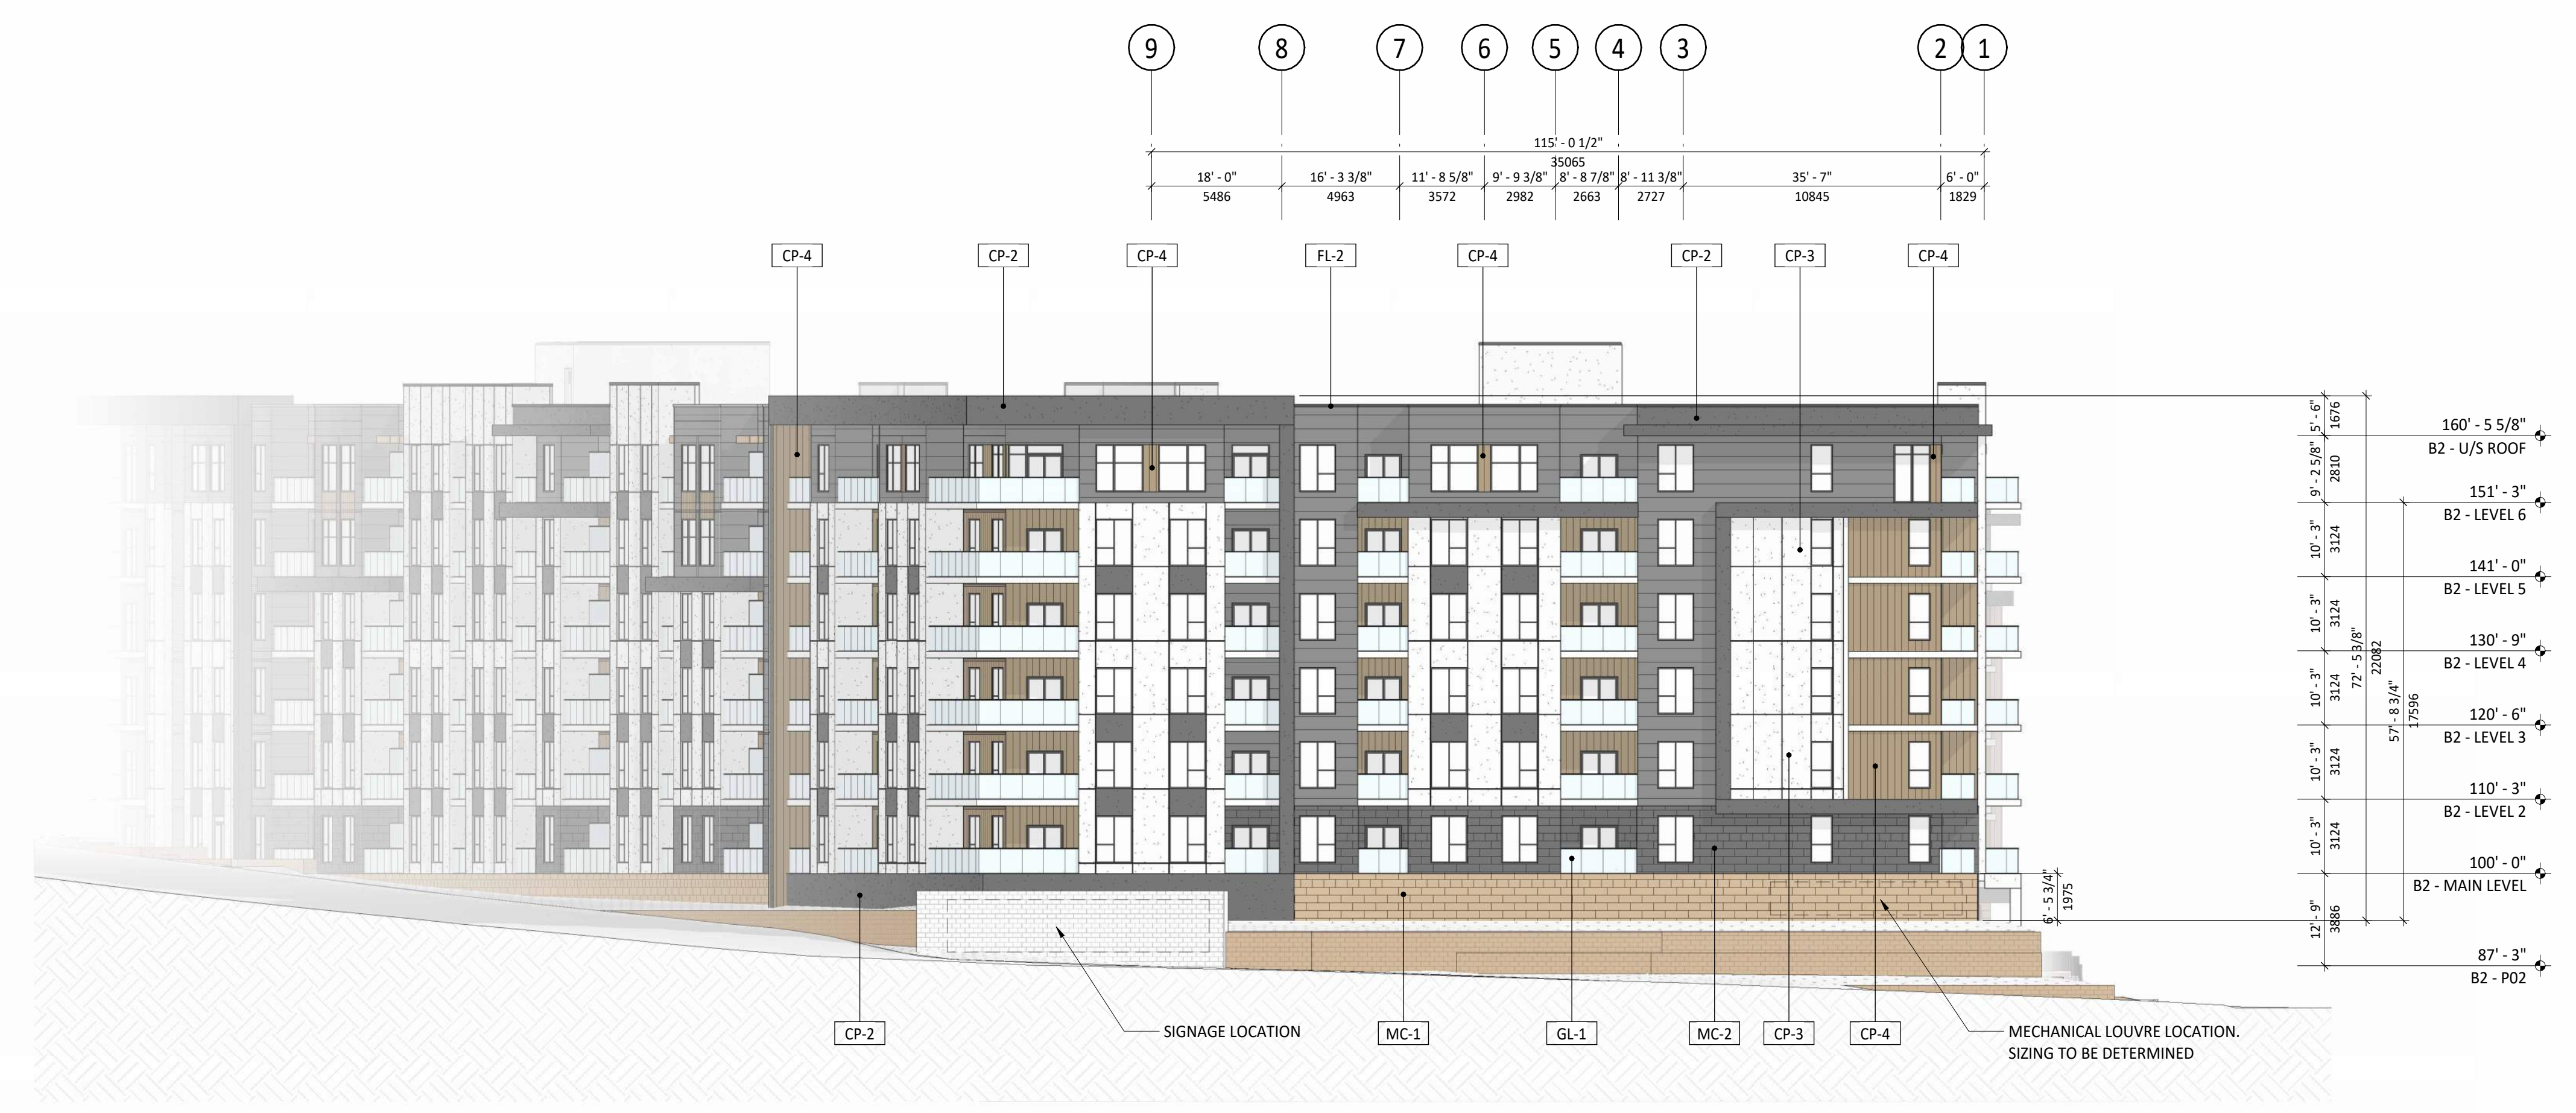 9 8 7 6 5 4 3 2 1
115' - 0 1/2"
35065
18' - 0" 16' - 3 3/8" 11' - 8 5/8" 9' - 9 3/8" 8' - 8 7/8" 8' - 11 3/8" 35' - 7" 6' - 0"
5486 4963 3572 2982 2663 2727 10845 1829
CP-4 CP-2 CP-4 FL-2 CP-4 CP-2 CP-3 CP-4
5' - 6"
1676
160' - 5 5/8"
B2 - U/S ROOF
9' - 2 5/8"
2810
151' - 3"
B2 - LEVEL 6
10' - 3"
3124
141' - 0"
B2 - LEVEL 5
10' - 3"
3124
130' - 9"
B2 - LEVEL 4
72' - 5 3/8"
22082
10' - 3"
3124
57' - 8 3/4"
17596
120' - 6"
B2 - LEVEL 3
10' - 3"
3124
110' - 3"
B2 - LEVEL 2
10' - 3"
3124
100' - 0"
B2 - MAIN LEVEL
6' - 5 3/4"
1975
12' - 9"
3886
87' - 3"
B2 - P02
CP-2
SIGNAGE LOCATION
MC-1 GL-1 MC-2 CP-3 CP-4
MECHANICAL LOUVRE LOCATION.
SIZING TO BE DETERMINED